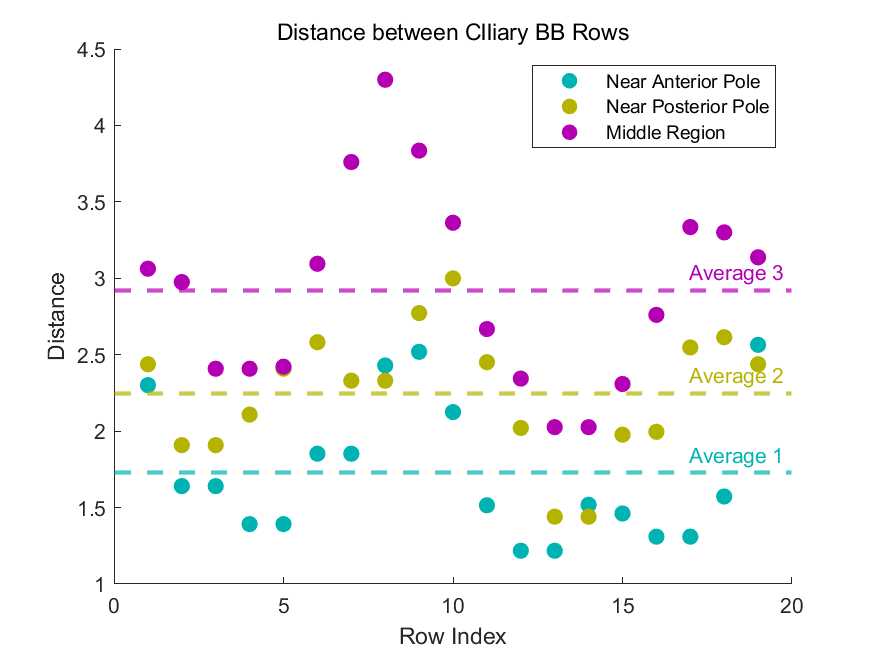 Distance between CIliary BB Rows
4.5
Near Anterior Pole
Near Posterior Pole
Middle Region
4
3.5
3
2.5
2
1.5
1
Distance
Average 3
Average 2
Average 1
0
5
10
15
20
Row Index